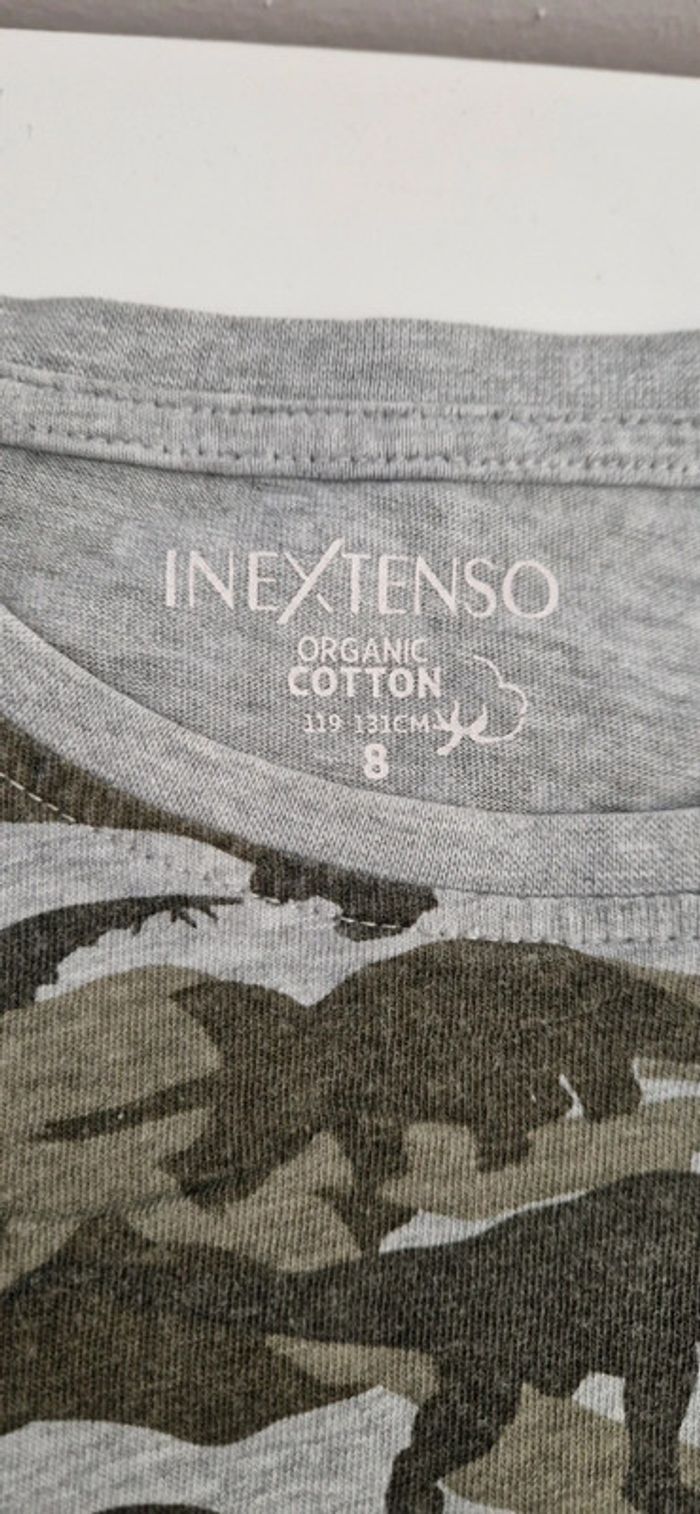 INEXTENSO
ORGANIC
COTTON
119 131CM
8